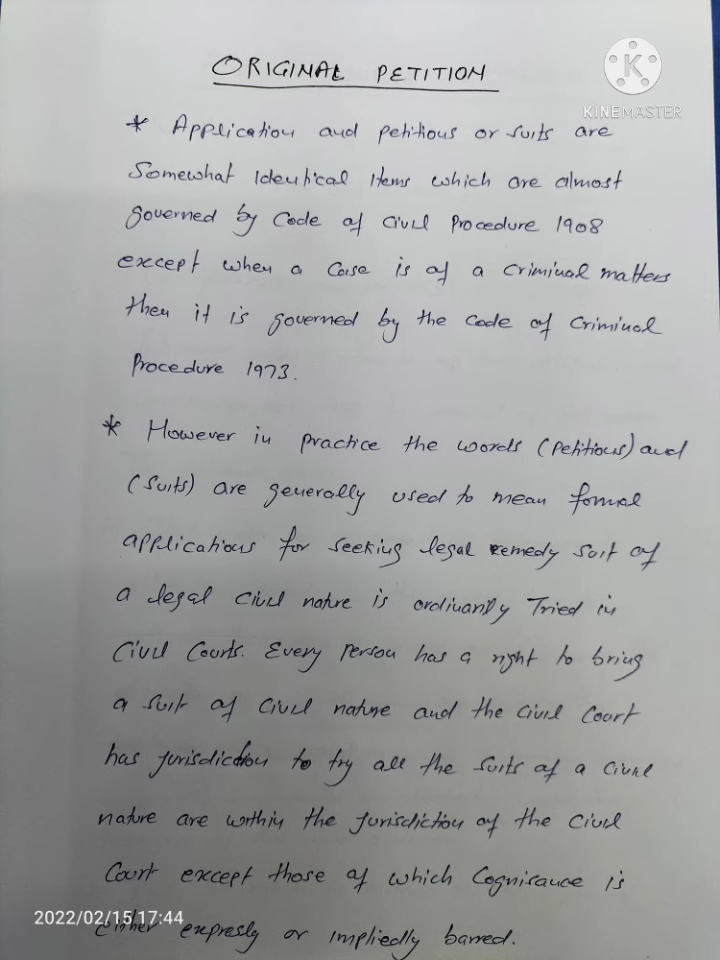 ORIGINAL PETITION
K
KINEMASTER
* Application and petitions or suits are
Somewhat Identical Items which are almost
governed by Code of Civil Procedure 1908
except when a Case is of a Criminal matters
then it is governed by the Code of Criminal
Procedure 1973.
* However in practice the words (Petitions) and
(Suits) are generally used to mean formal
applications for seeking legal remedy suit of
a legal Civil nature is ordinarily Tried in
Civil Courts. Every person has a right to bring
a suit of Civil nature and the Civil Court
has jurisdiction to try all the suits of a Civil
nature are within the jurisdiction of the Civil
Court except those of which Cognisance is
either expresly or impliedly barred.
2022/02/15 17:44